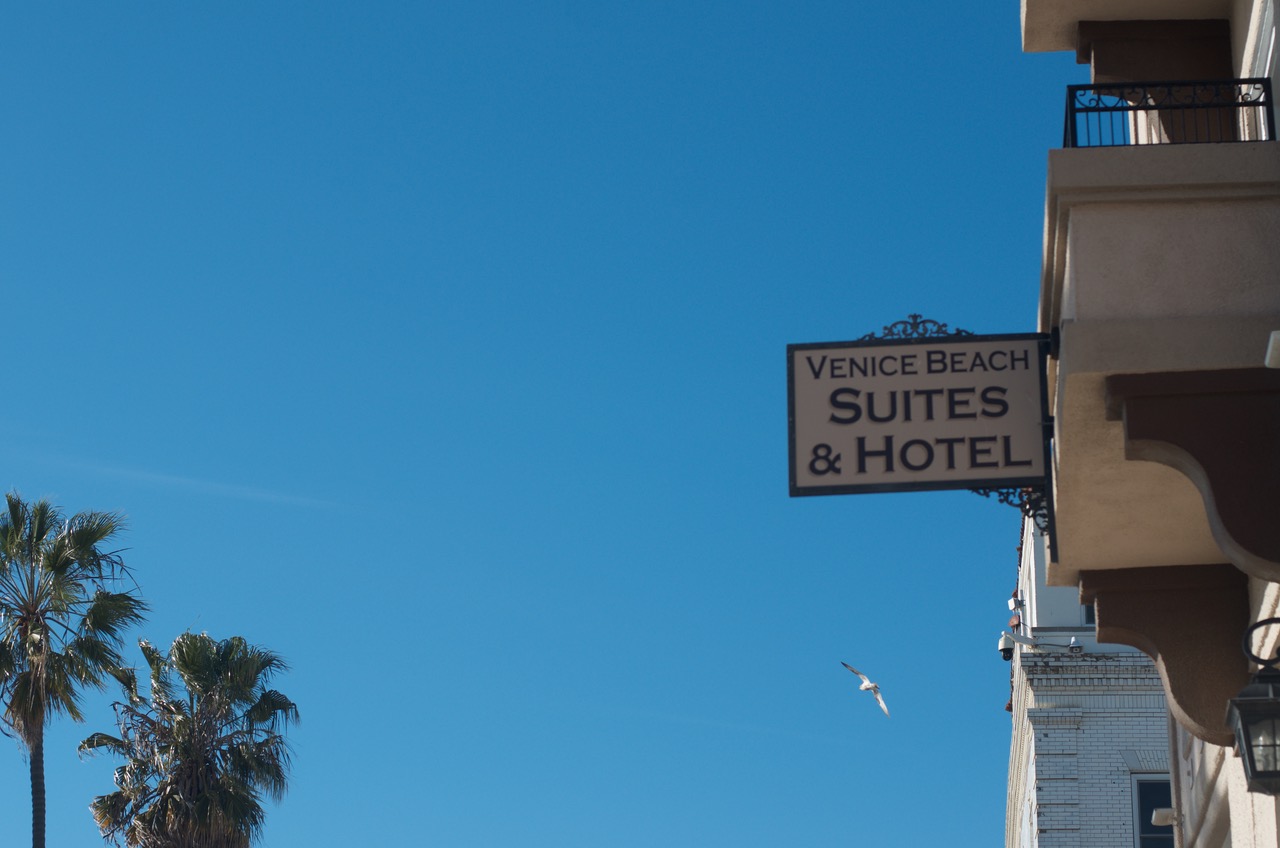 Venice Beach
Suites
& Hotel